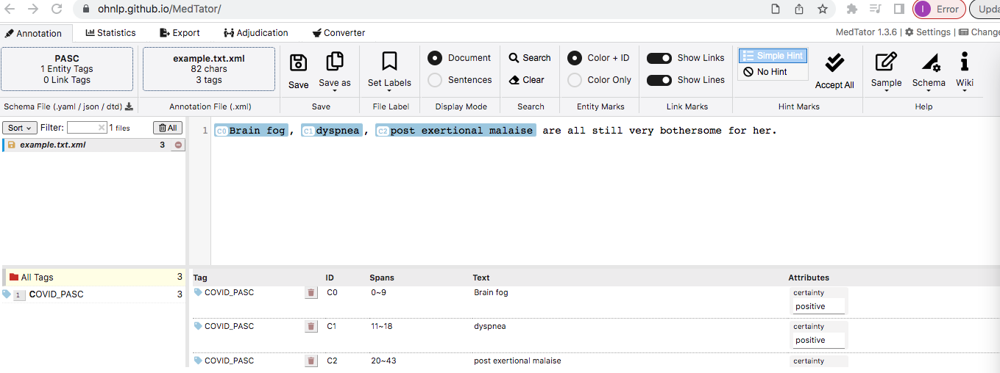 ohnlp.github.io/MedTator/ I Error Upda
Annotation Statistics Export Adjudication Converter MedTator 1.3.6 | Settings | Change
PASC example.txt.xml Document Search Color + ID Show Links Simple Hint
1 Entity Tags 82 chars No Hint
0 Link Tags 3 tags Save Save as Set Labels Sentences Clear Color Only Show Lines Accept All Sample Schema Wiki
Schema File (.yaml / json / dtd) Annotation File (.xml) Save File Label Display Mode Search Entity Marks Link Marks Hint Marks Help
Sort Filter: 1 files All
1 C0 Brain fog , C1 dyspnea , C2 post exertional malaise are all still very bothersome for her.
example.txt.xml 3
All Tags 3
1 COVID_PASC 3
Tag ID Spans Text Attributes
COVID_PASC C0 0~9 Brain fog certainty
positive
COVID_PASC C1 11~18 dyspnea certainty
positive
COVID_PASC C2 20~43 post exertional malaise certainty